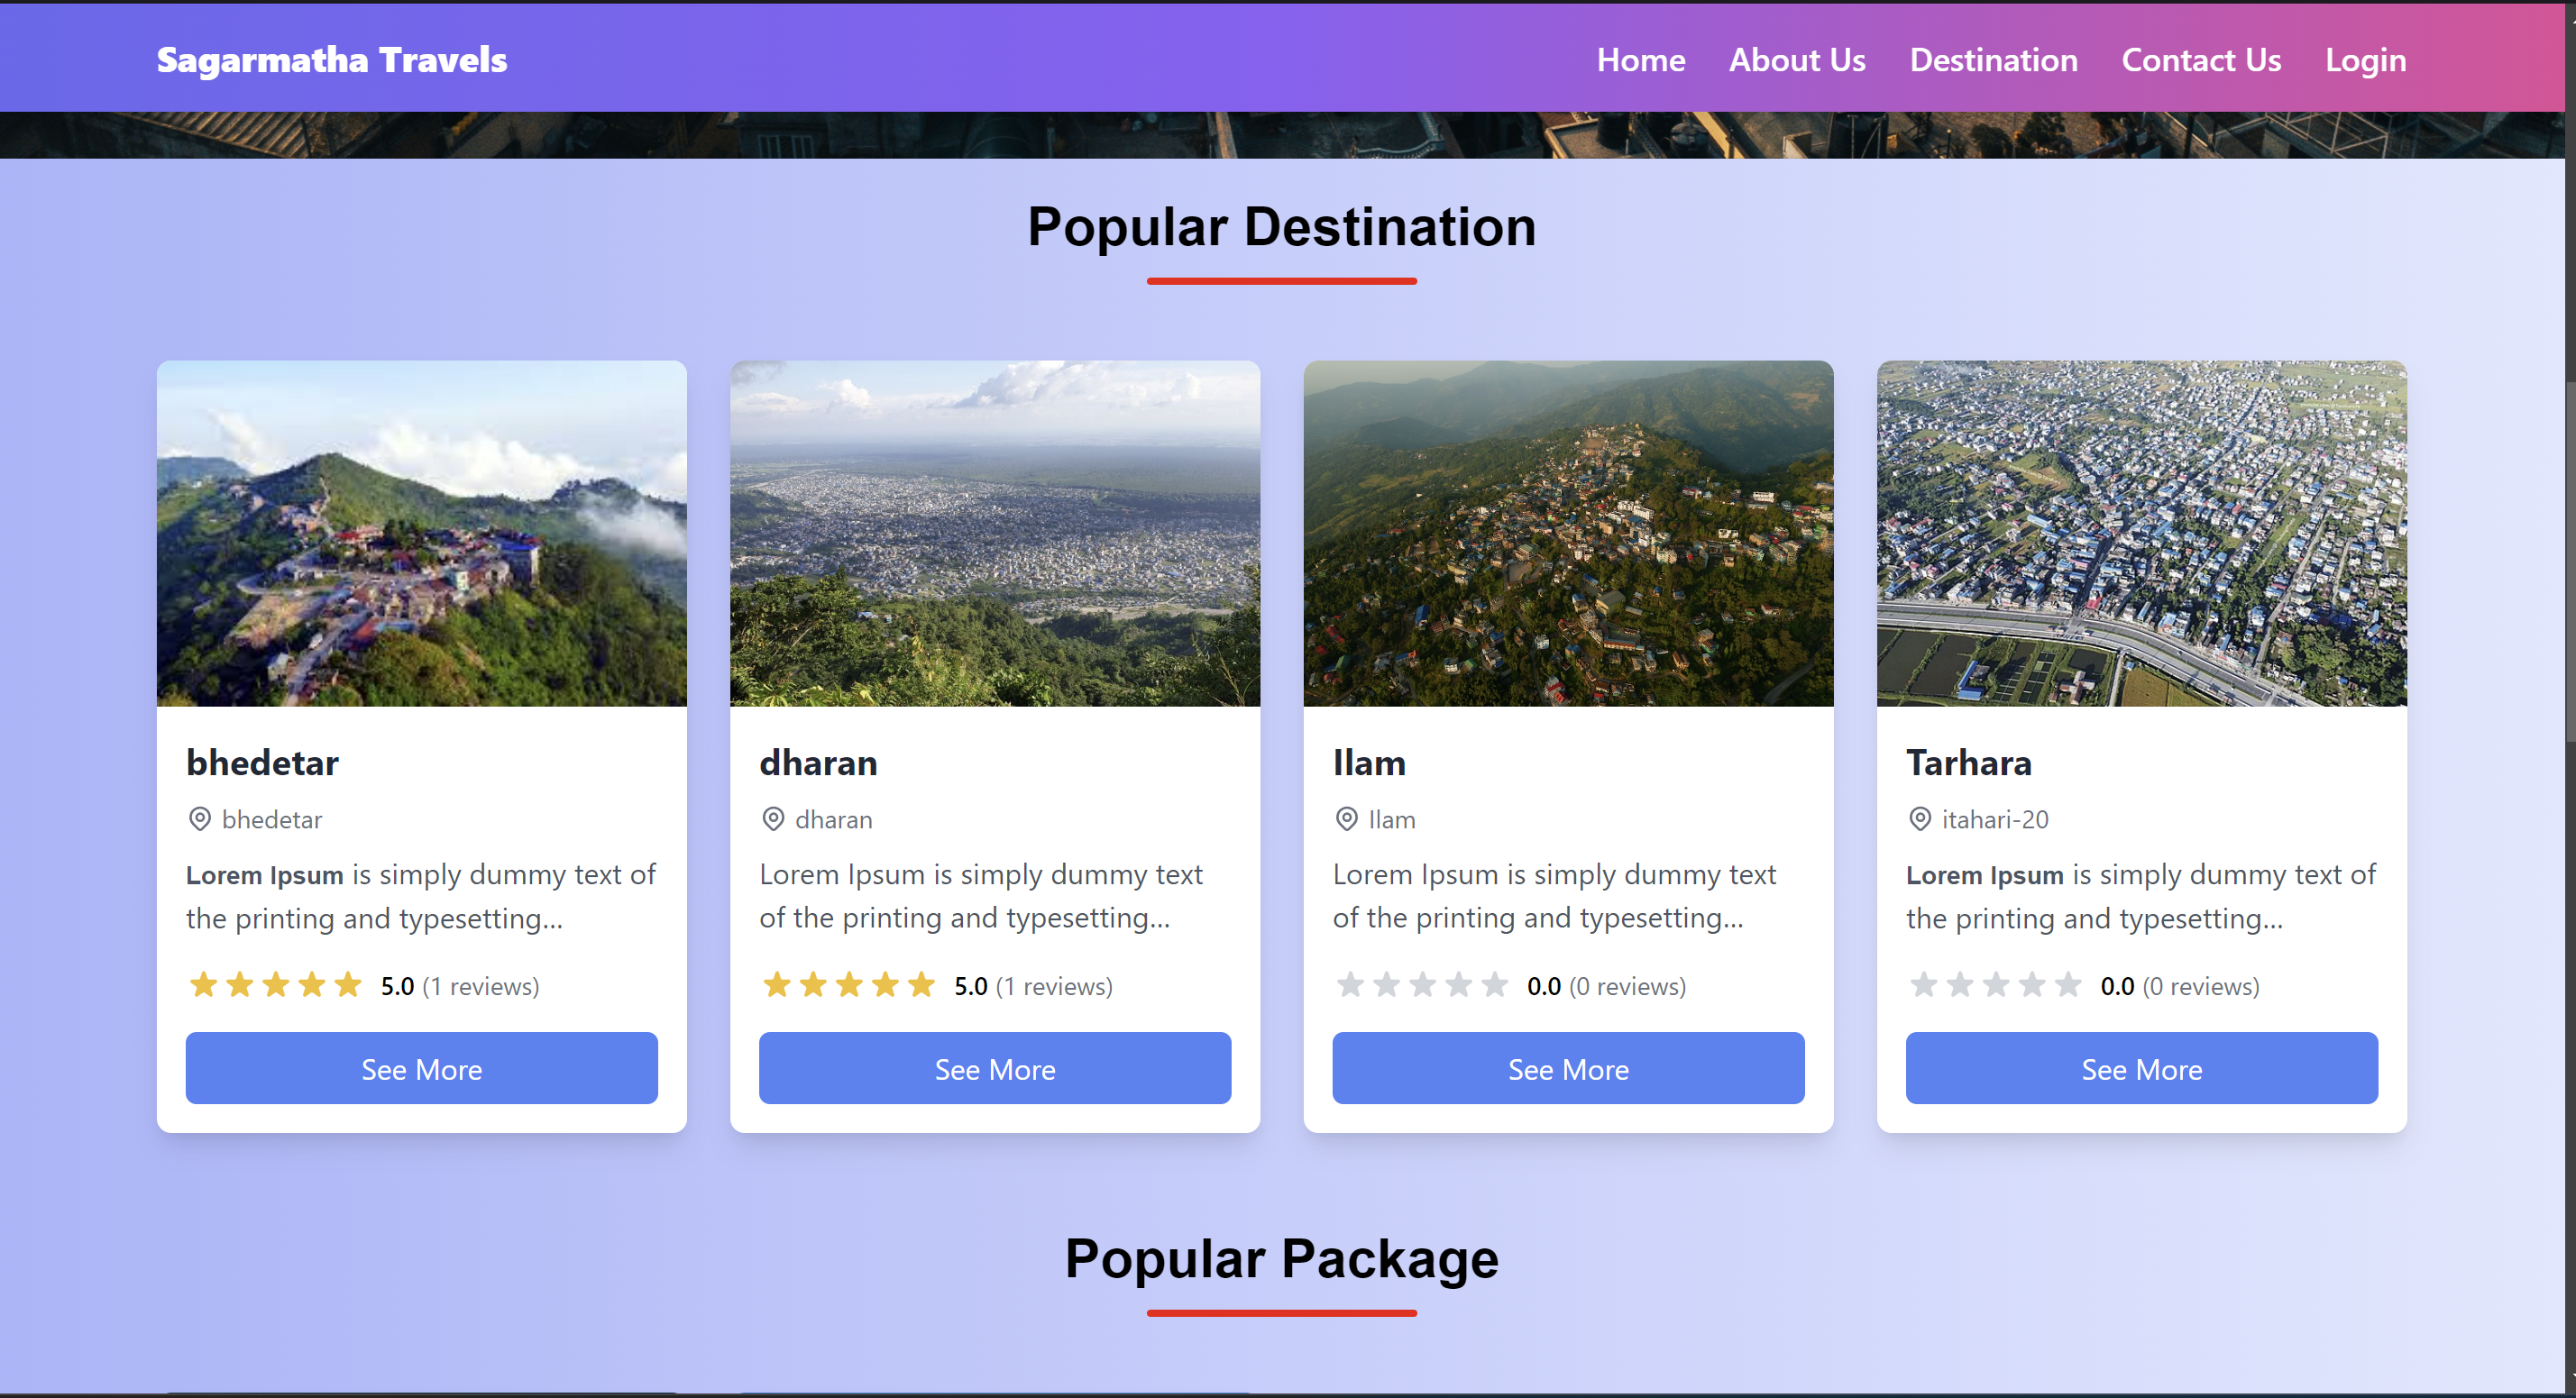 Sagarmatha Travels
Home About Us Destination Contact Us Login
Popular Destination
bhedetar
bhedetar
Lorem Ipsum is simply dummy text of
the printing and typesetting...
5.0 (1 reviews)
See More
dharan
dharan
Lorem Ipsum is simply dummy text
of the printing and typesetting...
5.0 (1 reviews)
See More
Ilam
Ilam
Lorem Ipsum is simply dummy text
of the printing and typesetting...
0.0 (0 reviews)
See More
Tarhara
itahari-20
Lorem Ipsum is simply dummy text of
the printing and typesetting...
0.0 (0 reviews)
See More
Popular Package